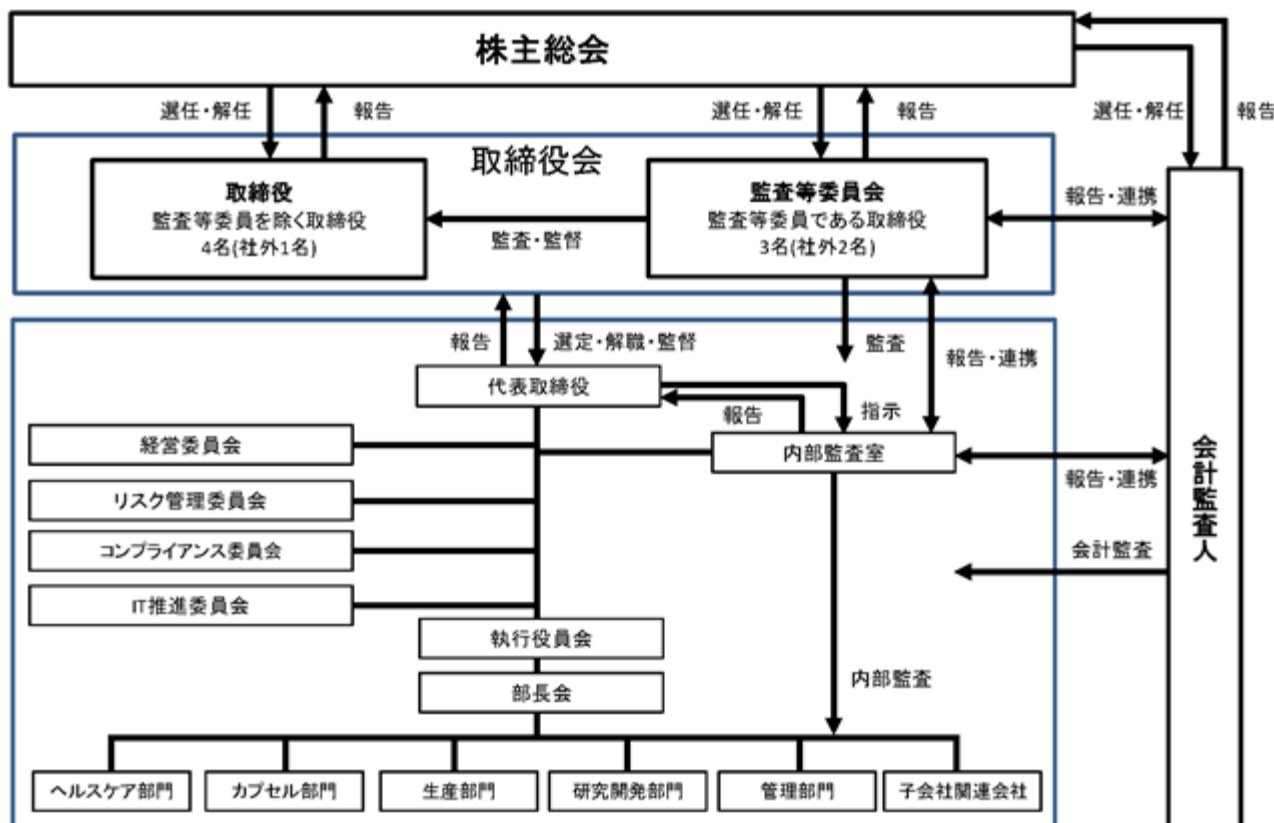 株主総会
選任・解任
報告
選任・解任
報告
選任・解任
報告
取締役会
取締役
監査等委員を除く取締役
4名(社外1名)
監査・監督
監査等委員会
監査等委員である取締役
3名(社外2名)
報告・連携
報告
選定・解職・監督
監査
報告・連携
代表取締役
報告
指示
経営委員会
内部監査室
報告・連携
会計監査人
リスク管理委員会
コンプライアンス委員会
会計監査
IT推進委員会
執行役員会
部長会
内部監査
ヘルスケア部門
カプセル部門
生産部門
研究開発部門
管理部門
子会社関連会社